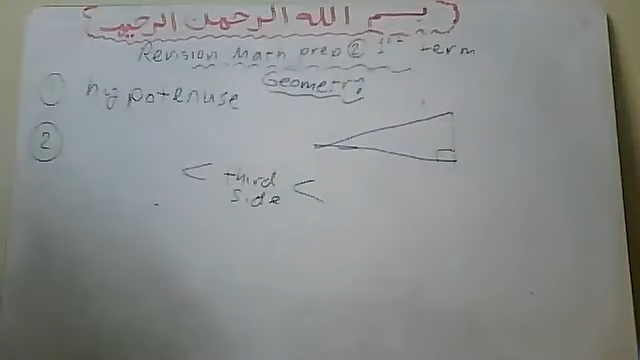 بسم الله الرحمن الرحيم
Revision Math prep ② 1st term
Geometry
① hypotenuse
②
< third side <